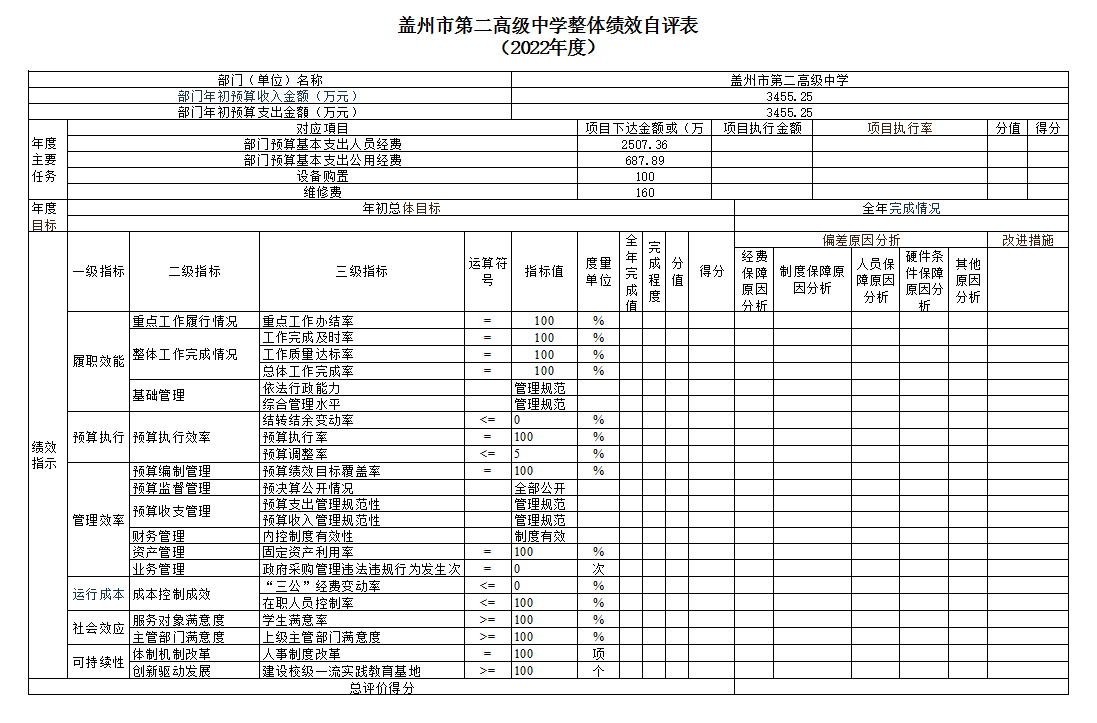 盖州市第二高级中学整体绩效自评表
（2022年度）
部门（单位）名称 盖州市第二高级中学
部门年初预算收入金额（万元） 3455.25
部门年初预算支出金额（万元） 3455.25
年度主要任务 对应项目 项目下达金额或（万 项目执行金额 项目执行率 分值 得分
部门预算基本支出人员经费 2507.36
部门预算基本支出公用经费 687.89
设备购置 100
维修费 160
年度目标 年初总体目标 全年完成情况
绩效指示 一级指标 二级指标 三级指标 运算符号 指标值 度量单位 全年完成值 完成程度 分值 得分 偏差原因分析 改进措施
经费保障原因分析 制度保障原因分析 人员保障原因分析 硬件条件保障原因分析 其他原因分析
履职效能 重点工作履行情况 重点工作办结率 = 100 %
整体工作完成情况 工作完成及时率 = 100 %
工作质量达标率 = 100 %
总体工作完成率 = 100 %
基础管理 依法行政能力 管理规范
综合管理水平 管理规范
预算执行 预算执行效率 结转结余变动率 <= 0 %
预算执行率 = 100 %
预算调整率 <= 5 %
管理效率 预算编制管理 预算绩效目标覆盖率 = 100 %
预算监督管理 预决算公开情况 全部公开
预算收支管理 预算支出管理规范性 管理规范
预算收入管理规范性 管理规范
财务管理 内控制度有效性 制度有效
资产管理 固定资产利用率 = 100 %
业务管理 政府采购管理违法违规行为发生次 = 0 次
运行成本 成本控制成效 “三公”经费变动率 <= 0 %
在职人员控制率 <= 100 %
社会效应 服务对象满意度 学生满意率 >= 100 %
主管部门满意度 上级主管部门满意度 >= 100 %
可持续性 体制机制改革 人事制度改革 = 100 项
创新驱动发展 建设校级一流实践教育基地 >= 100 个
总评价得分